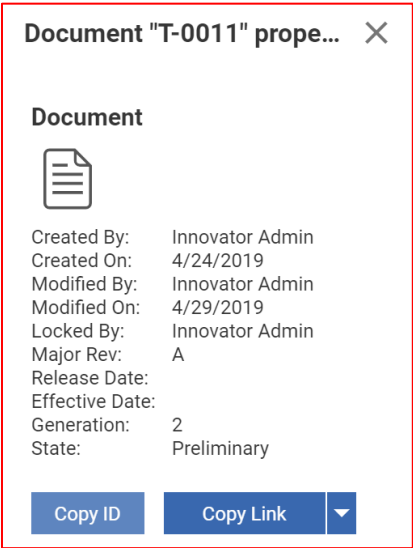 Document "T-0011" prope...
Document
Created By: Innovator Admin
Created On: 4/24/2019
Modified By: Innovator Admin
Modified On: 4/29/2019
Locked By: Innovator Admin
Major Rev: A
Release Date:
Effective Date:
Generation: 2
State: Preliminary
Copy ID Copy Link